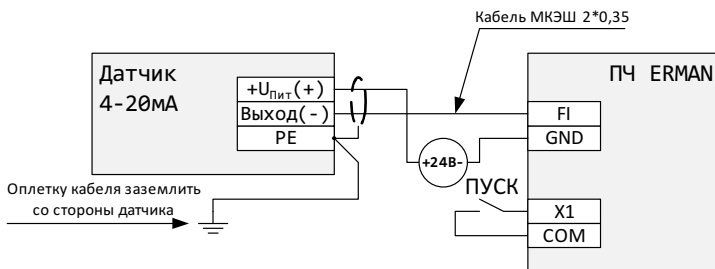 Кабель МКЭШ 2*0,35
Датчик
4-20мА
+UПит(+)
Выход(-)
PE
ПЧ ERMAN
FI
GND
+24В-
ПУСК
X1
COM
Оплетку кабеля заземлить
со стороны датчика